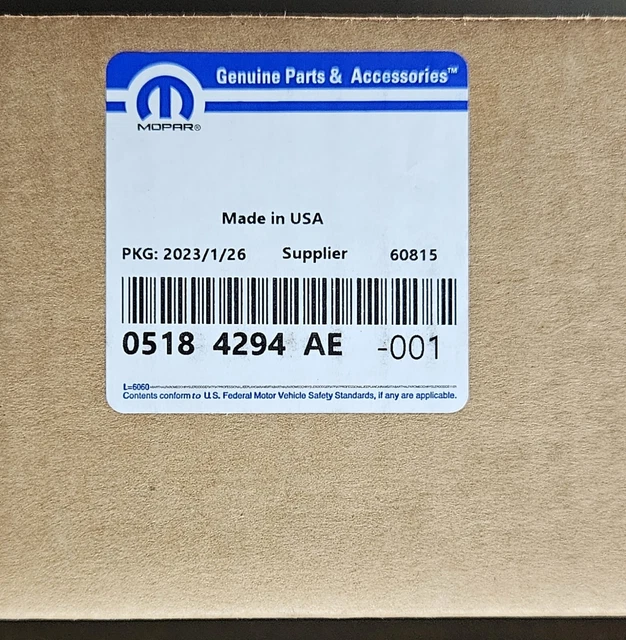 Genuine Parts & Accessories™
MOPAR®
Made in USA
PKG: 2023/1/26 Supplier 60815
0518 4294 AE -001
L=6060
Contents conform to U.S. Federal Motor Vehicle Safety Standards, if any are applicable.